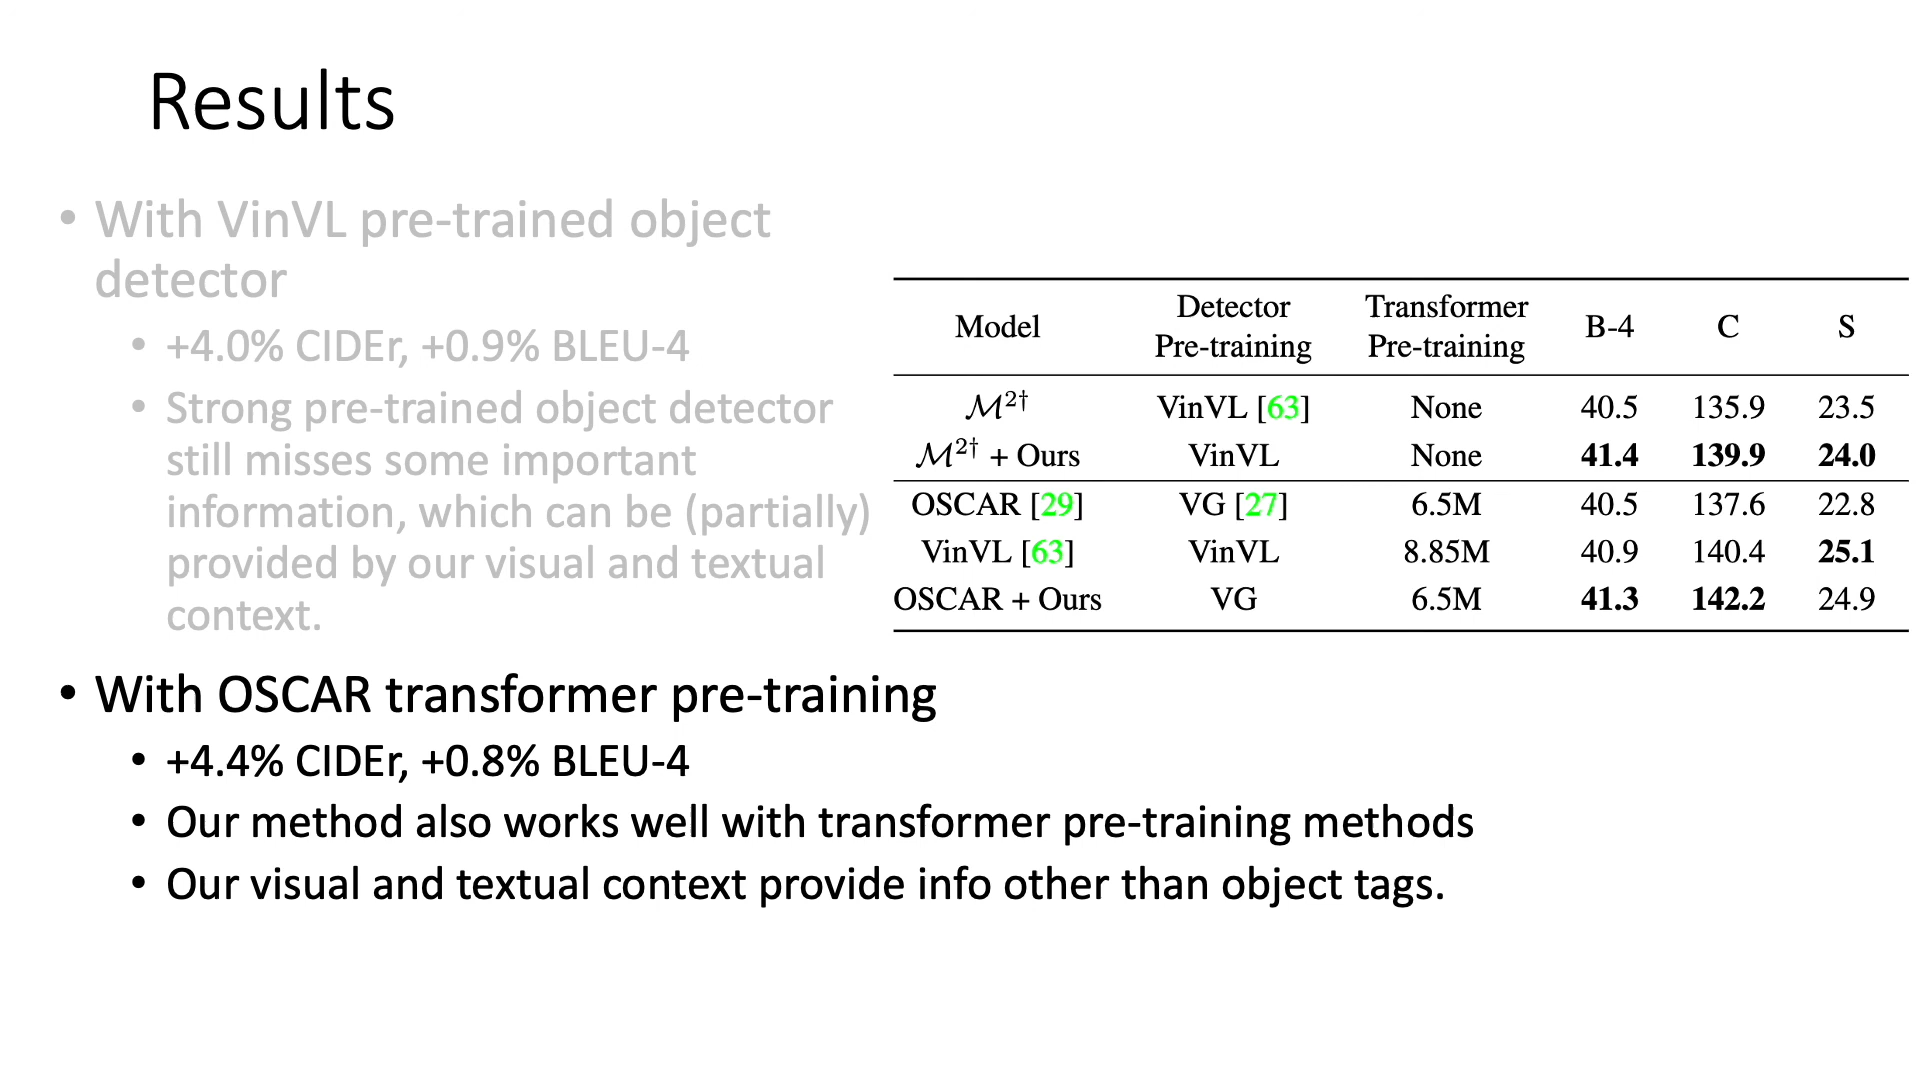 Results
• With VinVL pre-trained object
detector
• +4.0% CIDEr, +0.9% BLEU-4
• Strong pre-trained object detector
still misses some important
information, which can be (partially)
provided by our visual and textual
context.
Model Detector Pre-training Transformer Pre-training B-4 C S
ℳ²† VinVL [63] None 40.5 135.9 23.5
ℳ²† + Ours VinVL None 41.4 139.9 24.0
OSCAR [29] VG [27] 6.5M 40.5 137.6 22.8
VinVL [63] VinVL 8.85M 40.9 140.4 25.1
OSCAR + Ours VG 6.5M 41.3 142.2 24.9
• With OSCAR transformer pre-training
• +4.4% CIDEr, +0.8% BLEU-4
• Our method also works well with transformer pre-training methods
• Our visual and textual context provide info other than object tags.